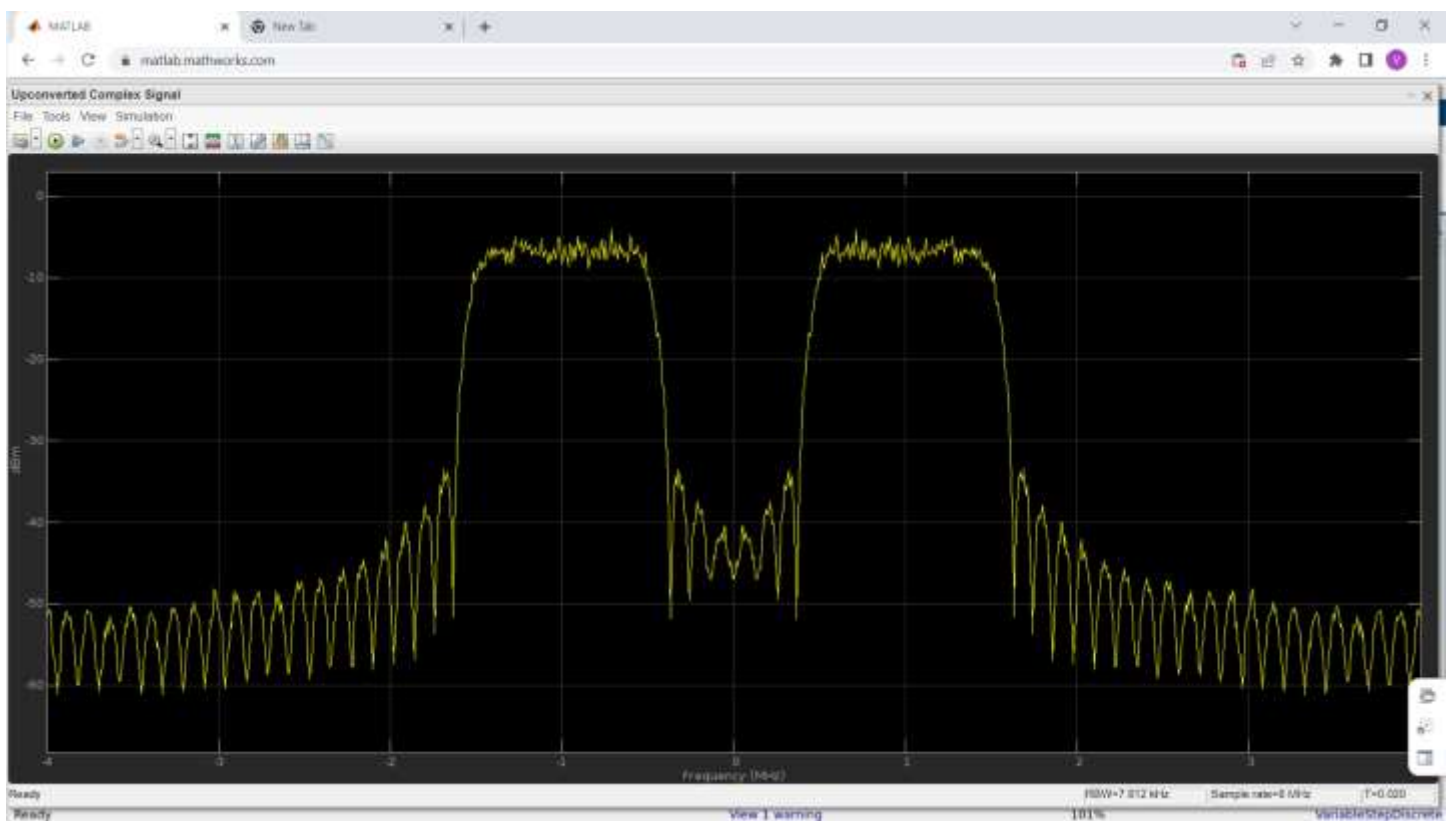 MATLAB New Tab
matlab.mathworks.com V
Upconverted Complex Signal
File Tools View Simulation
0
-10
-20
-30
dBm
-40
-50
-60
-4 -3 -2 -1 0 1 2 3
Frequency (MHz)
Ready RBW=7.812 kHz Sample rate=8 MHz T=0.020
Ready View 1 warning 101% VariableStepDiscrete